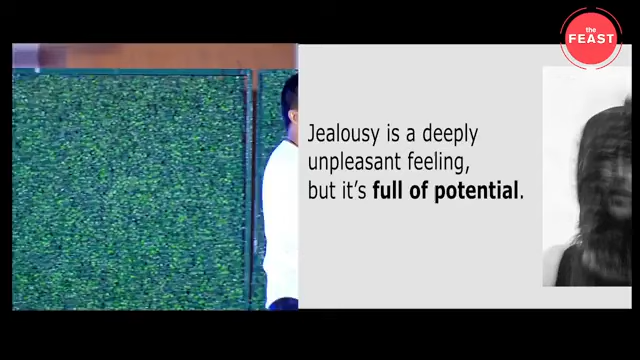 the
FEAST
Jealousy is a deeply
unpleasant feeling,
but it's full of potential.